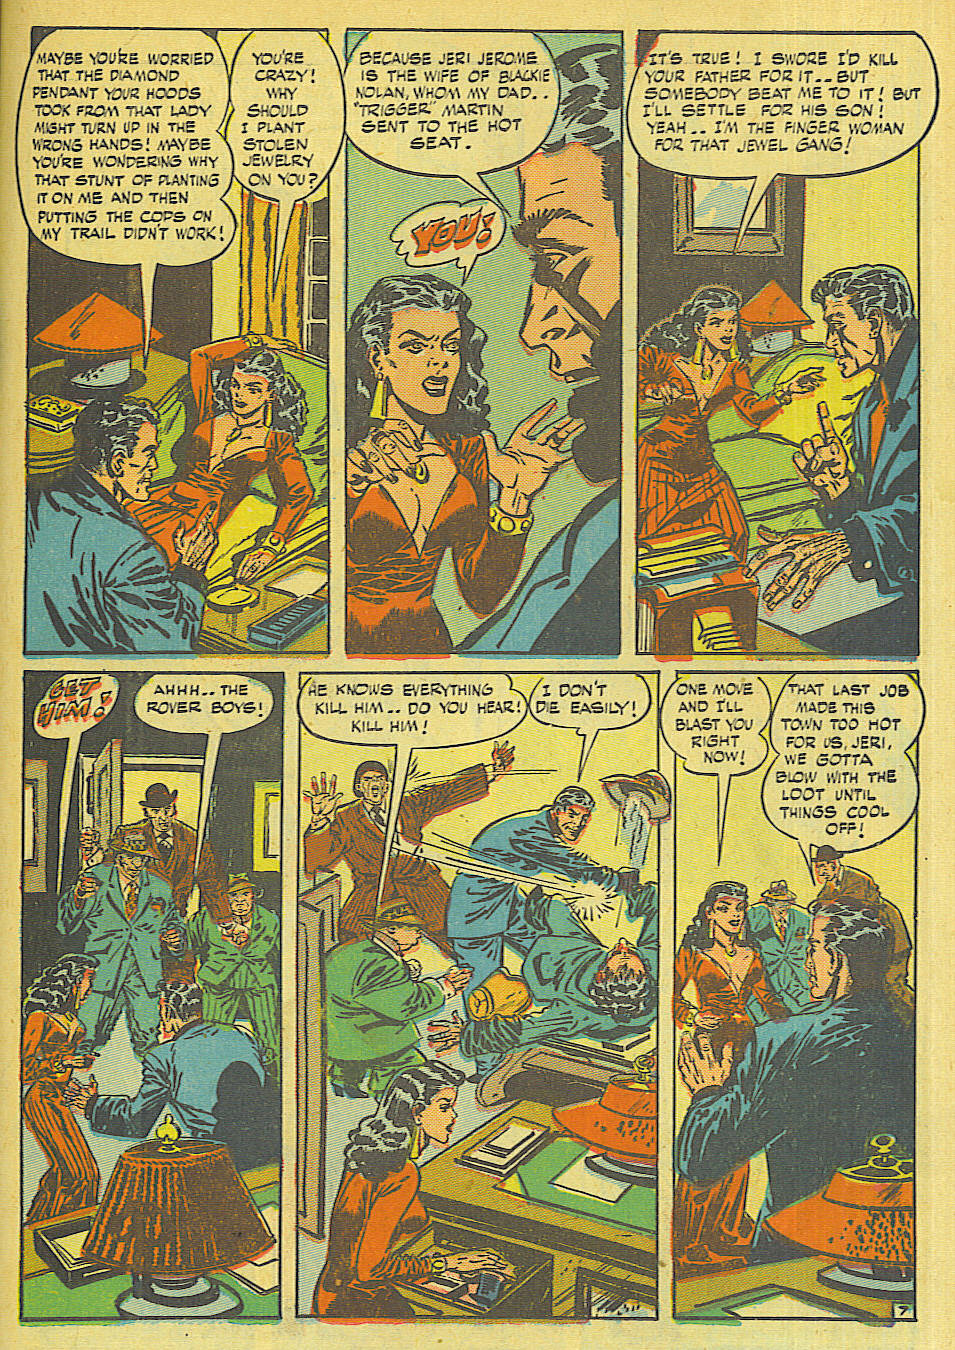 MAYBE YOU'RE WORRIED
THAT THE DIAMOND
PENDANT YOUR HOODS
TOOK FROM THAT LADY
MIGHT TURN UP IN THE
WRONG HANDS! MAYBE
YOU'RE WONDERING WHY
THAT STUNT OF PLANTING
IT ON ME AND THEN
PUTTING THE COPS ON
MY TRAIL DIDN'T WORK!
YOU'RE
CRAZY!
WHY
SHOULD
I PLANT
STOLEN
JEWELRY
ON YOU?
BECAUSE JERI JEROME
IS THE WIFE OF BLACKIE
NOLAN, WHOM MY DAD..
"TRIGGER" MARTIN
SENT TO THE HOT
SEAT.
YOU!
IT'S TRUE! I SWORE I'D KILL
YOUR FATHER FOR IT.. BUT
SOMEBODY BEAT ME TO IT! BUT
I'LL SETTLE FOR HIS SON!
YEAH.. I'M THE FINGER WOMAN
FOR THAT JEWEL GANG!
GET
HIM!
AHHH.. THE
ROVER BOYS!
HE KNOWS EVERYTHING
KILL HIM.. DO YOU HEAR!
KILL HIM!
I DON'T
DIE EASILY!
ONE MOVE
AND I'LL
BLAST YOU
RIGHT
NOW!
THAT LAST JOB
MADE THIS
TOWN TOO HOT
FOR US, JERI,
WE GOTTA
BLOW WITH THE
LOOT UNTIL
THINGS COOL
OFF!
7